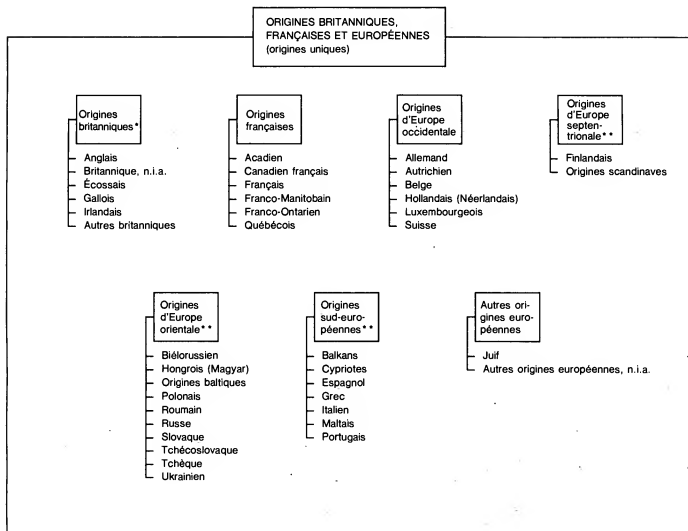 ORIGINES BRITANNIQUES,
FRANÇAISES ET EUROPÉENNES
(origines uniques)
Origines
britanniques*
Anglais
Britannique, n.i.a.
Écossais
Gallois
Irlandais
Autres britanniques
Origines
françaises
Acadien
Canadien français
Français
Franco-Manitobain
Franco-Ontarien
Québécois
Origines
d'Europe
occidentale
Allemand
Autrichien
Belge
Hollandais (Néerlandais)
Luxembourgeois
Suisse
Origines
d'Europe
septen-
trionale**
Finlandais
Origines scandinaves
Origines
d'Europe
orientale**
Biélorussien
Hongrois (Magyar)
Origines baltiques
Polonais
Roumain
Russe
Slovaque
Tchécoslovaque
Tchèque
Ukrainien
Origines
sud-euro-
péennes**
Balkans
Cypriotes
Espagnol
Grec
Italien
Maltais
Portugais
Autres ori-
gines euro-
péennes
Juif
Autres origines européennes, n.i.a.